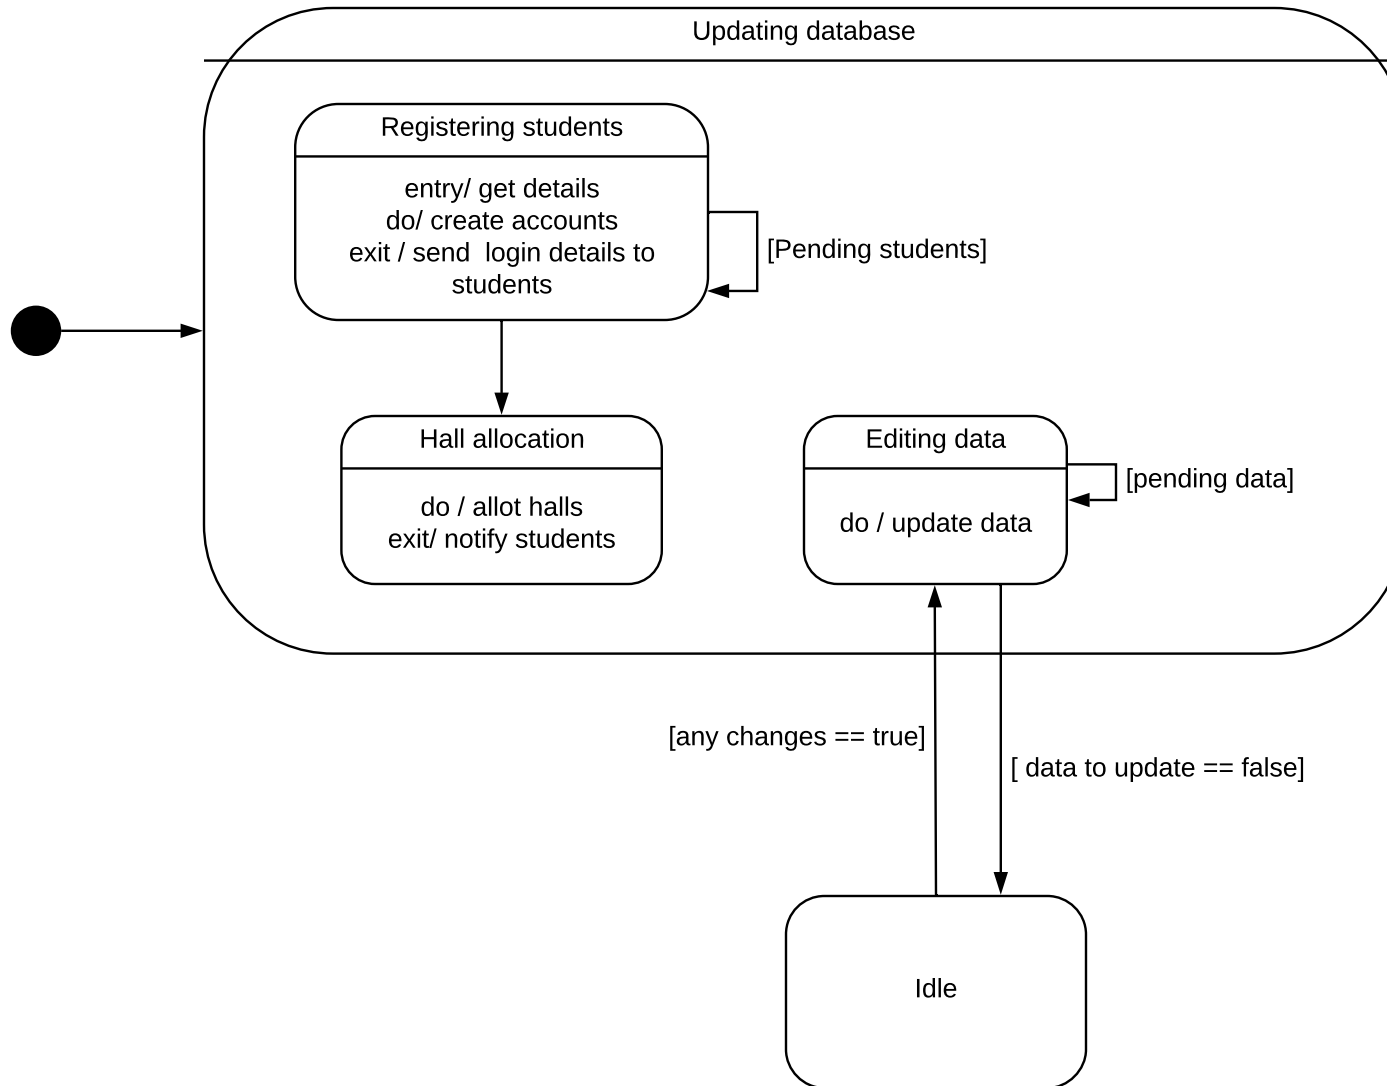 Updating database
Registering students
entry/ get details
do/ create accounts
exit / send  login details to
students
[Pending students]
Hall allocation
do / allot halls
exit/ notify students
Editing data
do / update data
[pending data]
[any changes == true]
[ data to update == false]
Idle